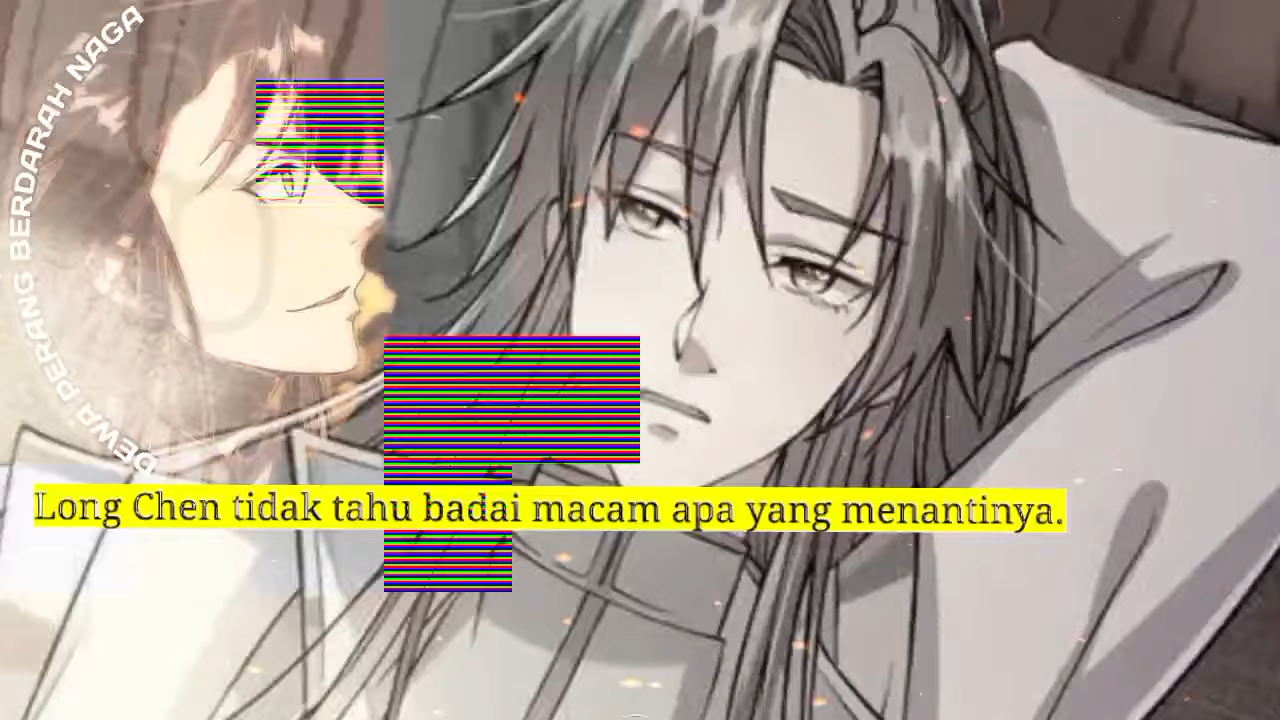 DEWA PERANG BERDARAH NAGA
Long Chen tidak tahu badai macam apa yang menantinya.